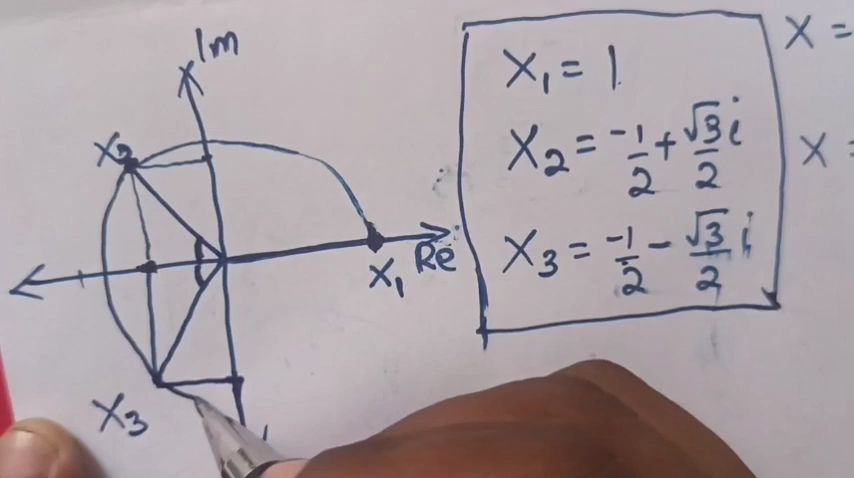 Im
X2
X1 Re
X3
X1 = 1
X2 = -1/2 + √3/2 i
X3 = -1/2 - √3/2 i
X =
X =